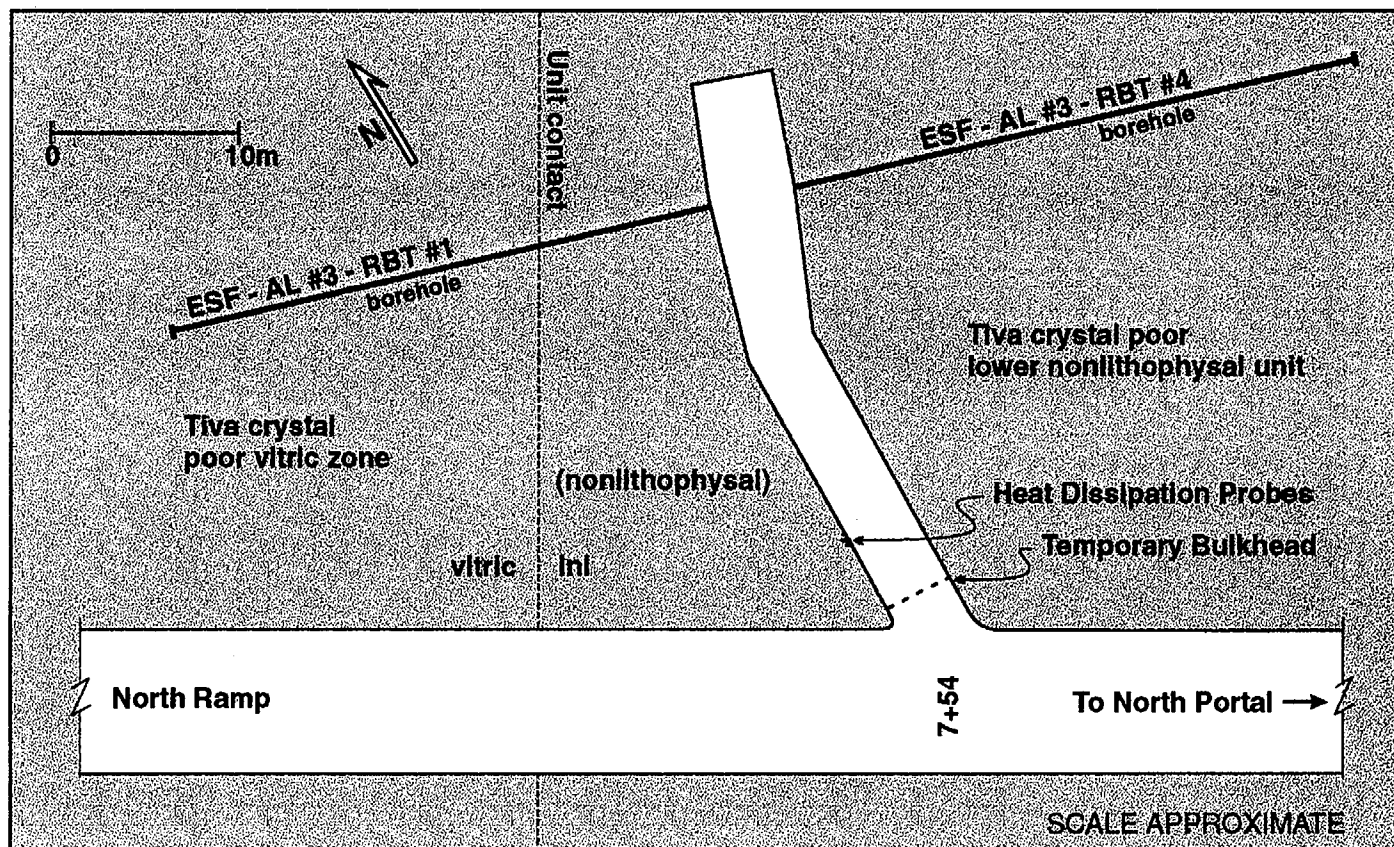 Unit contact
N
0
10m
ESF - AL #3 - RBT #4
borehole
ESF - AL #3 - RBT #1
borehole
Tiva crystal poor
lower nonlithophysal unit
Tiva crystal
poor vitric zone
(nonlithophysal)
Heat Dissipation Probes
Temporary Bulkhead
vitric
lnl
North Ramp
7+54
To North Portal
SCALE APPROXIMATE